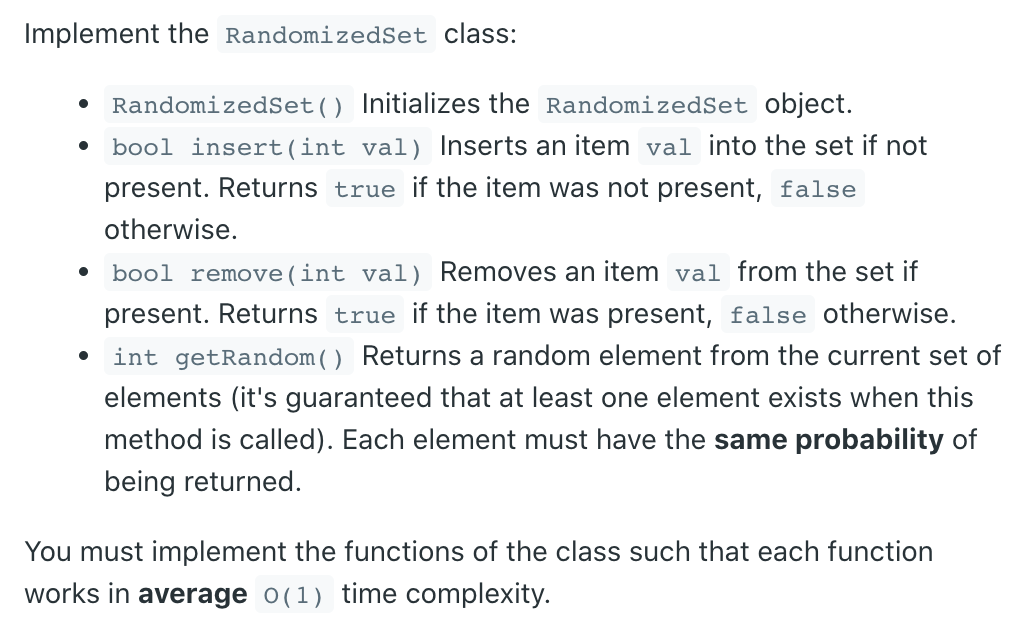 Implement the RandomizedSet class:
• RandomizedSet() Initializes the RandomizedSet object.
• bool insert(int val) Inserts an item val into the set if not
present. Returns true if the item was not present, false
otherwise.
• bool remove(int val) Removes an item val from the set if
present. Returns true if the item was present, false otherwise.
• int getRandom() Returns a random element from the current set of
elements (it's guaranteed that at least one element exists when this
method is called). Each element must have the same probability of
being returned.
You must implement the functions of the class such that each function
works in average O(1) time complexity.